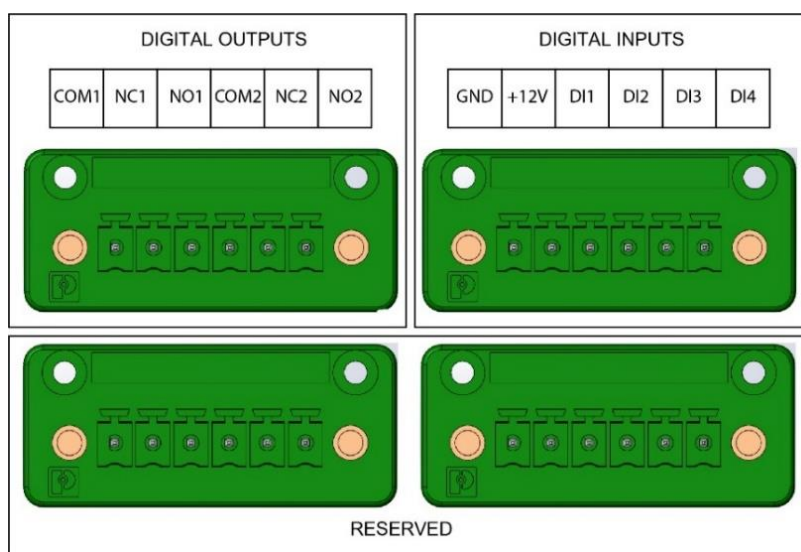 DIGITAL OUTPUTS
COM1 NC1 NO1 COM2 NC2 NO2
DIGITAL INPUTS
GND +12V DI1 DI2 DI3 DI4
RESERVED